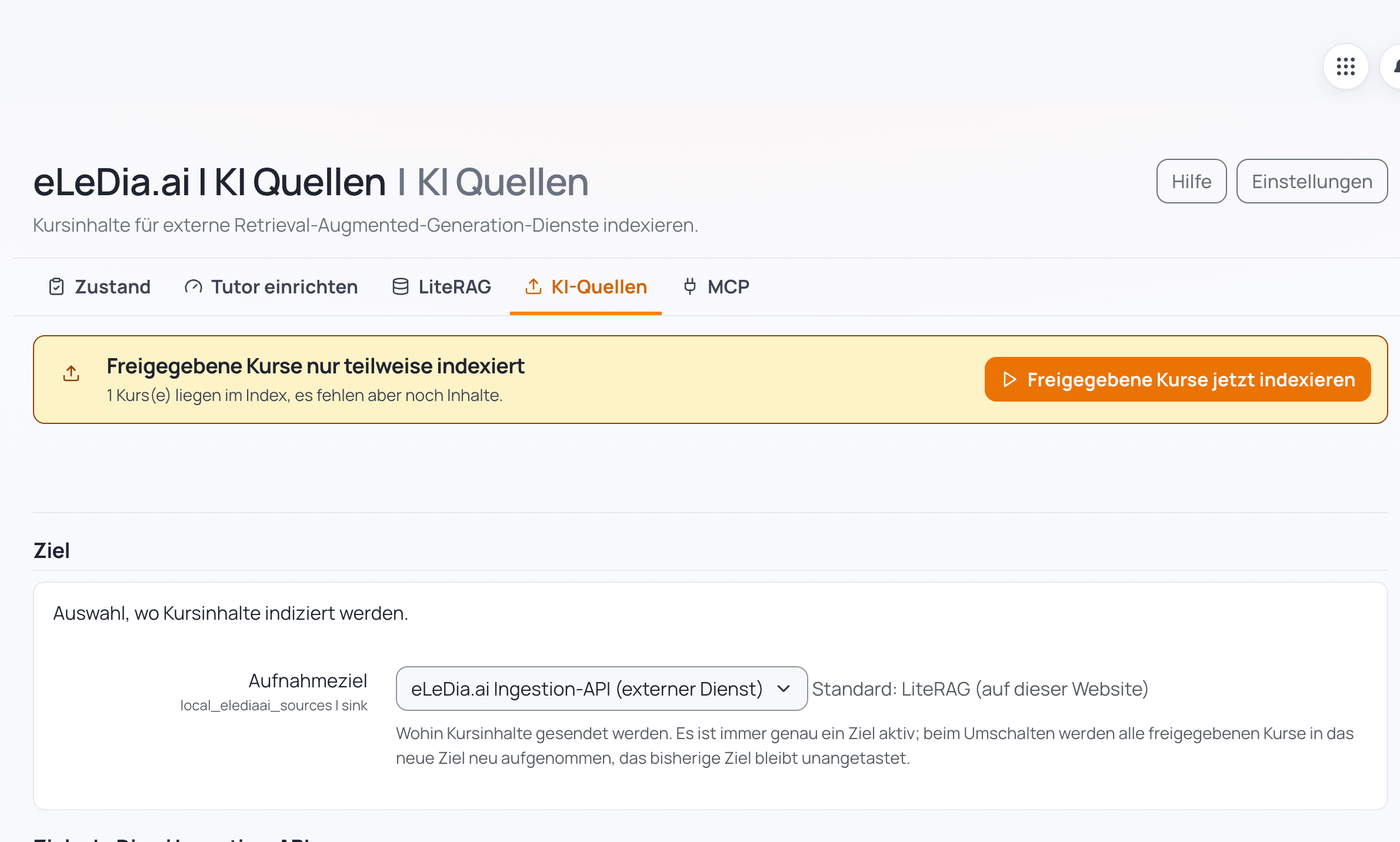 eLeDia.ai | KI Quellen | KI Quellen
Hilfe
Einstellungen
Kursinhalte für externe Retrieval-Augmented-Generation-Dienste indexieren.
Zustand
Tutor einrichten
LiteRAG
KI-Quellen
MCP
Freigegebene Kurse nur teilweise indexiert
1 Kurs(e) liegen im Index, es fehlen aber noch Inhalte.
Freigegebene Kurse jetzt indexieren
Ziel
Auswahl, wo Kursinhalte indiziert werden.
Aufnahmeziel
local_elediaai_sources | sink
eLeDia.ai Ingestion-API (externer Dienst)
Standard: LiteRAG (auf dieser Website)
Wohin Kursinhalte gesendet werden. Es ist immer genau ein Ziel aktiv; beim Umschalten werden alle freigegebenen Kurse in das
neue Ziel neu aufgenommen, das bisherige Ziel bleibt unangetastet.